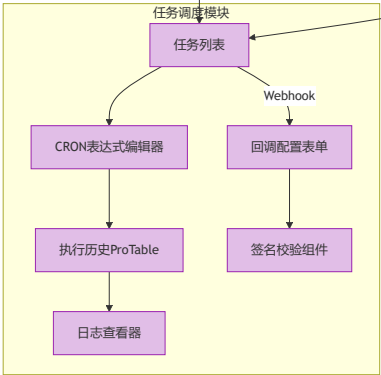 任务调度模块
任务列表
Webhook
CRON表达式编辑器
回调配置表单
执行历史ProTable
签名校验组件
日志查看器